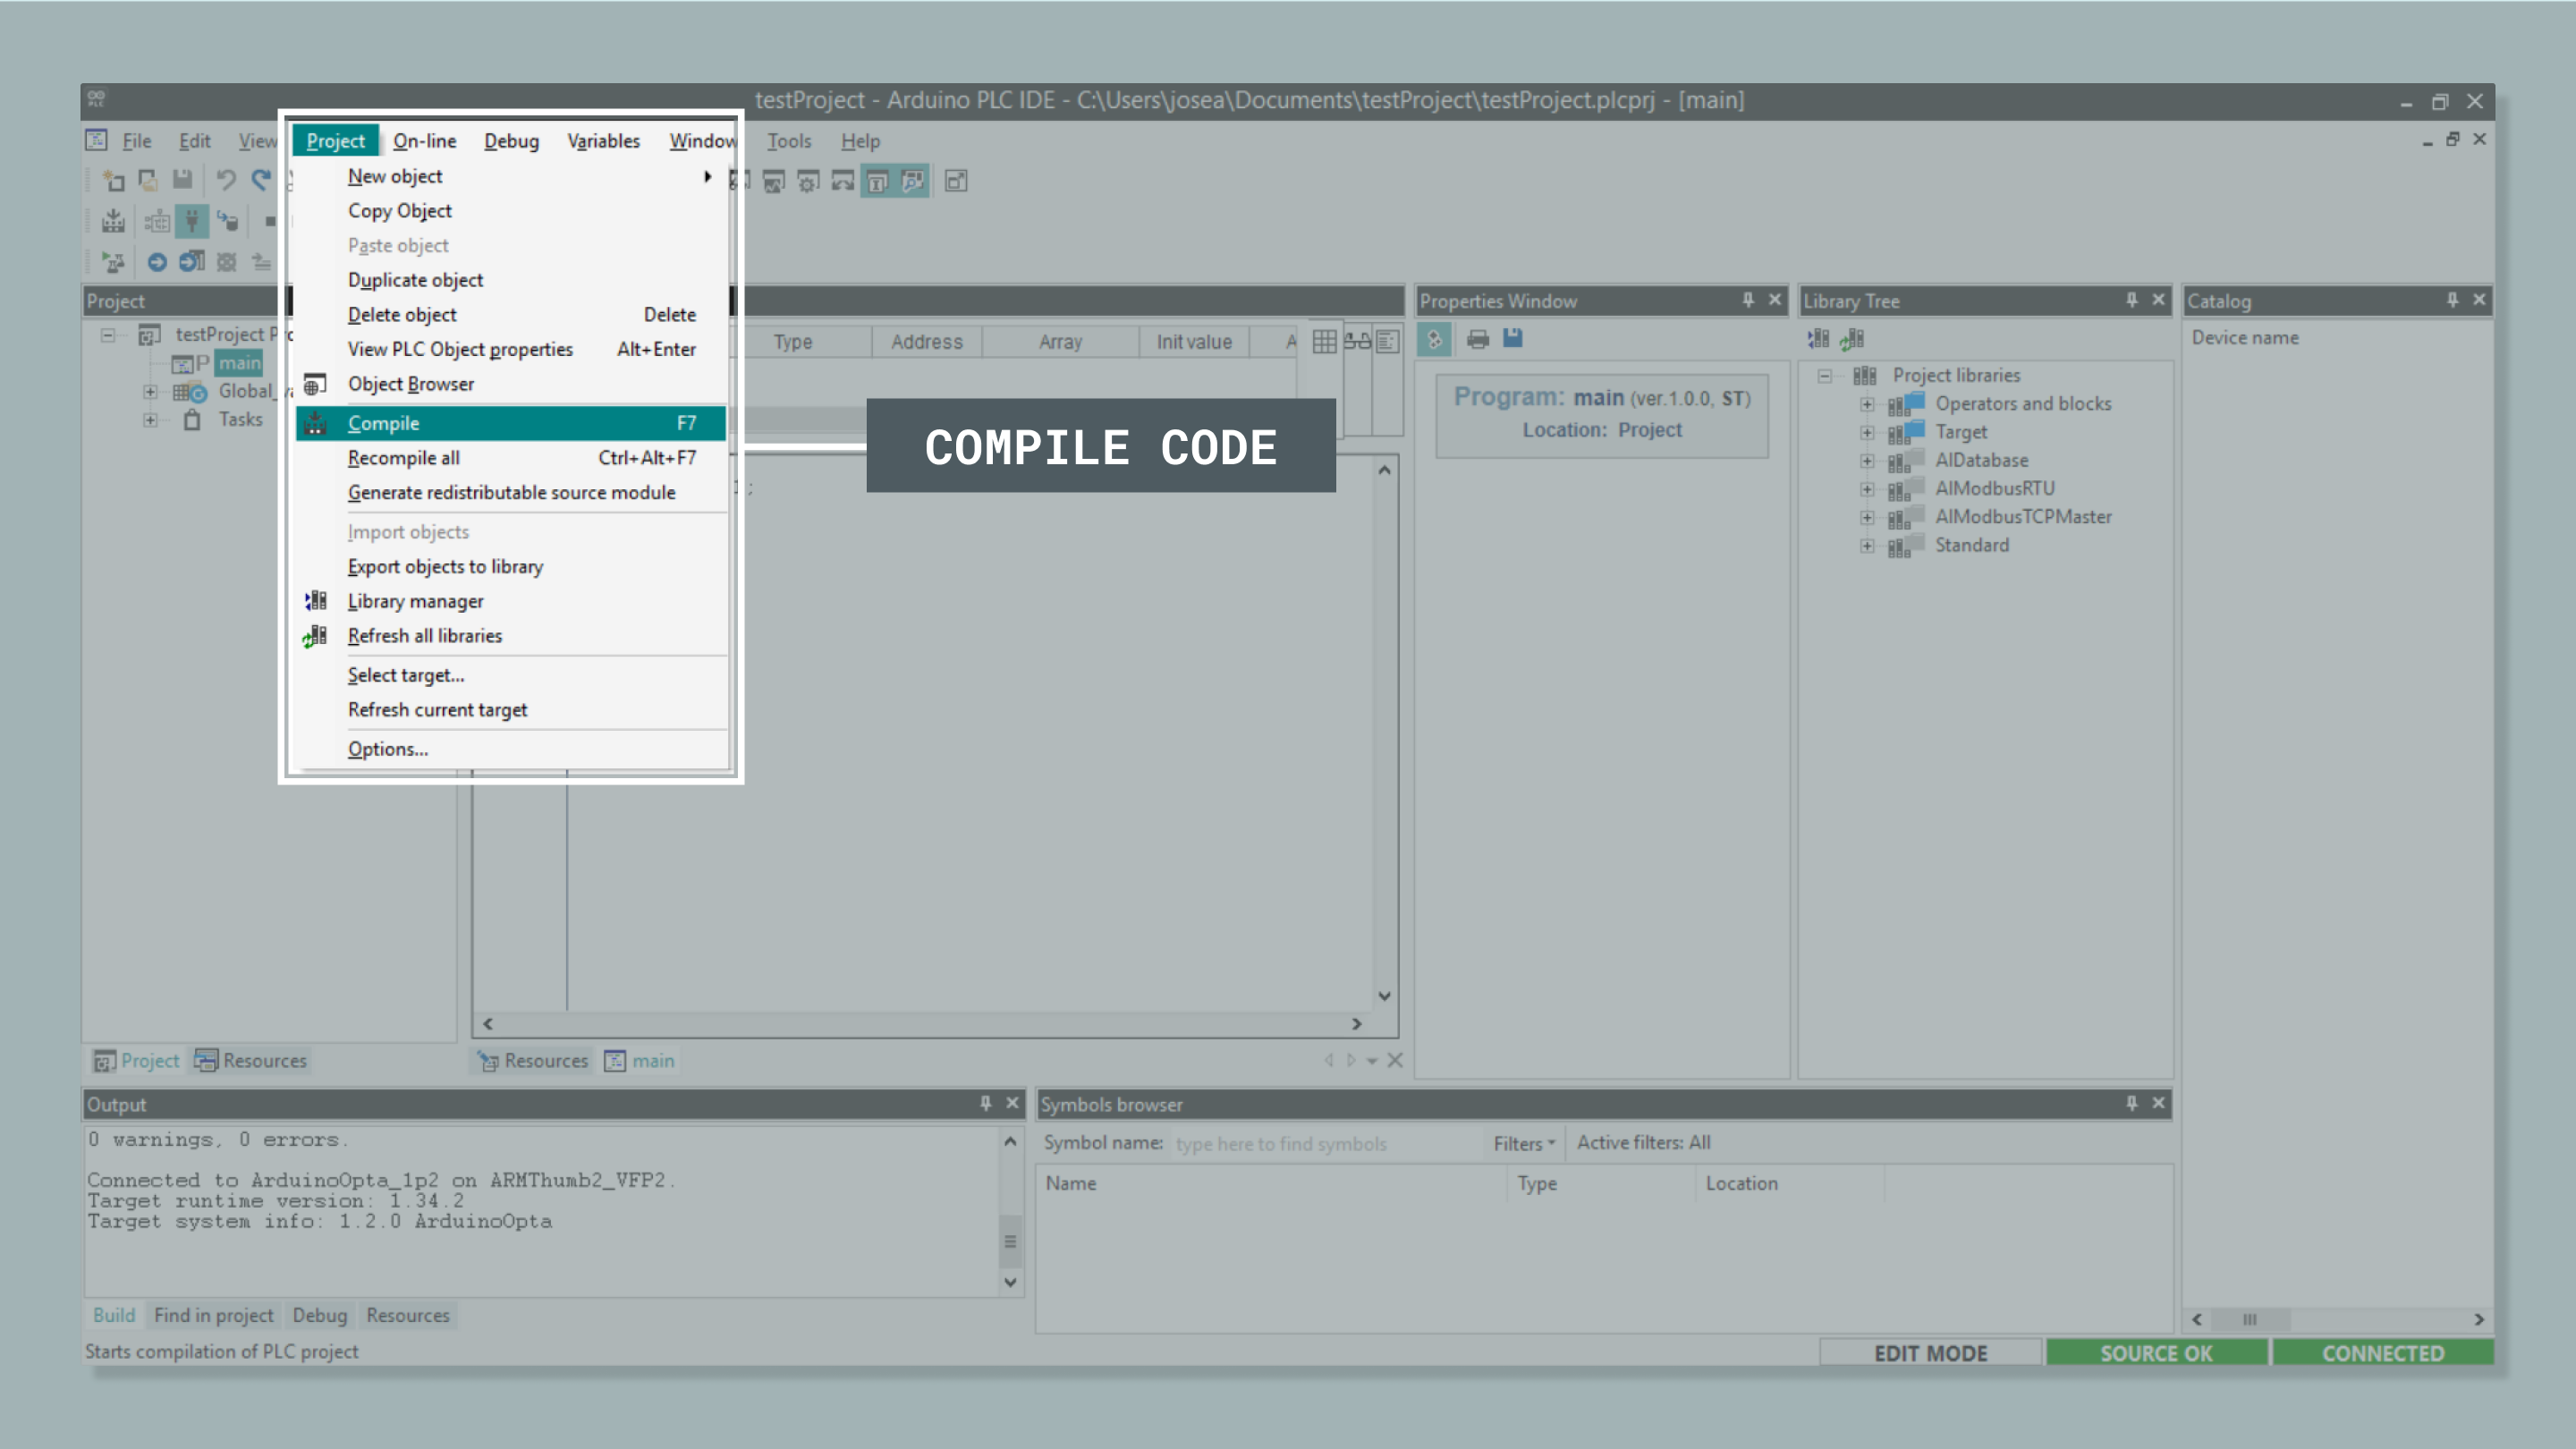 testProject - Arduino PLC IDE - C:\Users\josea\Documents\testProject\testProject.plcprj - [main]
File Edit View Project On-line Debug Variables Window Tools Help
New object
Copy Object
Paste object
Duplicate object
Delete object Delete
View PLC Object properties Alt+Enter
Object Browser
Compile F7
Recompile all Ctrl+Alt+F7
Generate redistributable source module
Import objects
Export objects to library
Library manager
Refresh all libraries
Select target...
Refresh current target
Options...
COMPILE CODE
Project
testProject
P main
Global
Tasks
Type Address Array Init value A
;
Project Resources
Resources main
Properties Window
Program: main (ver.1.0.0, ST)
Location: Project
Library Tree
Project libraries
Operators and blocks
Target
AlDatabase
AlModbusRTU
AlModbusTCPMaster
Standard
Catalog
Device name
Output
0 warnings, 0 errors.
Connected to ArduinoOpta_1p2 on ARMThumb2_VFP2.
Target runtime version: 1.34.2
Target system info: 1.2.0 ArduinoOpta
Build Find in project Debug Resources
Symbols browser
Symbol name: type here to find symbols Filters Active filters: All
Name Type Location
Starts compilation of PLC project
EDIT MODE SOURCE OK CONNECTED